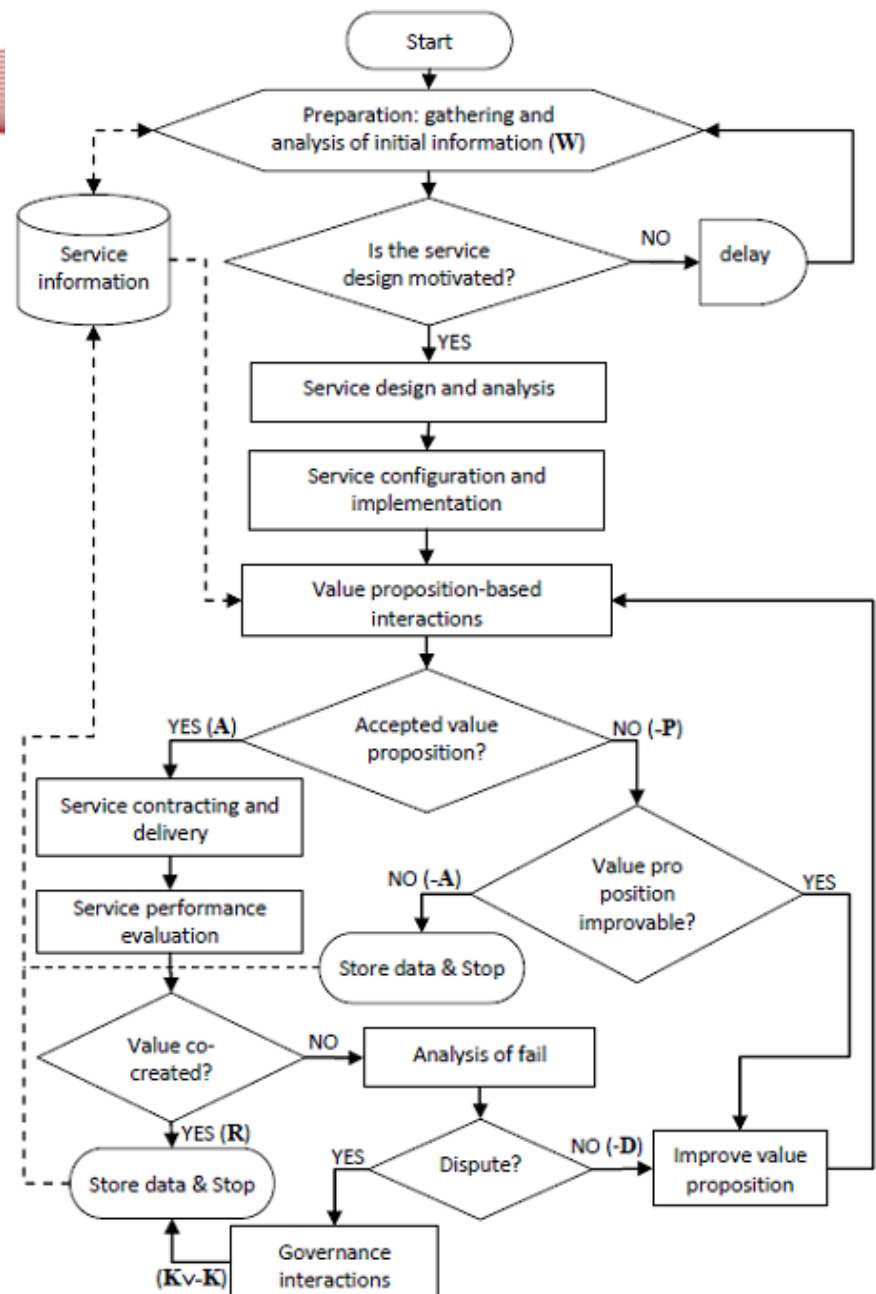 Start
Preparation: gathering and
analysis of initial information (W)
Service
information
Is the service
design motivated?
NO
delay
YES
Service design and analysis
Service configuration and
implementation
Value proposition-based
interactions
YES (A)
Accepted value
proposition?
NO (-P)
Service contracting and
delivery
Service performance
evaluation
NO (-A)
Value pro
position
improvable?
YES
Store data & Stop
Value co-
created?
NO
Analysis of fail
YES (R)
Store data & Stop
YES
Dispute?
NO (-D)
Improve value
proposition
Governance
interactions
(K∨-K)